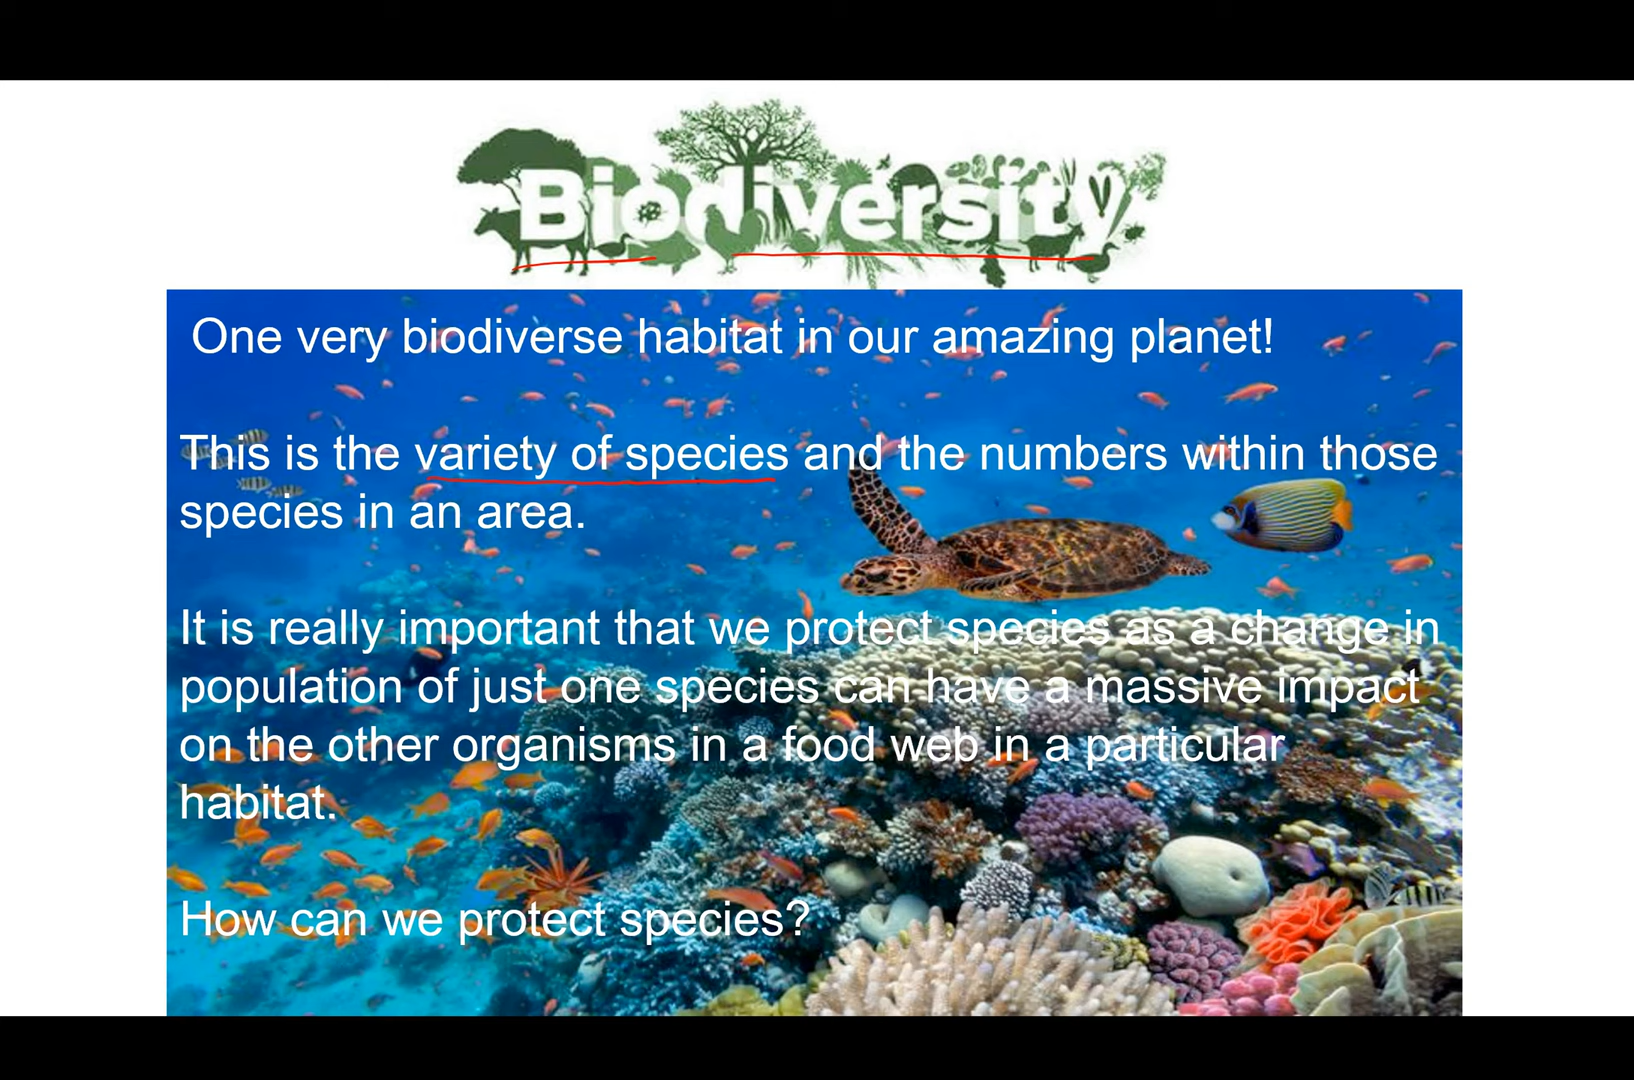 Biodiversity
One very biodiverse habitat in our amazing planet!
This is the variety of species and the numbers within those
species in an area.
It is really important that we protect species as a change in
population of just one species can have a massive impact
on the other organisms in a food web in a particular
habitat.
How can we protect species?